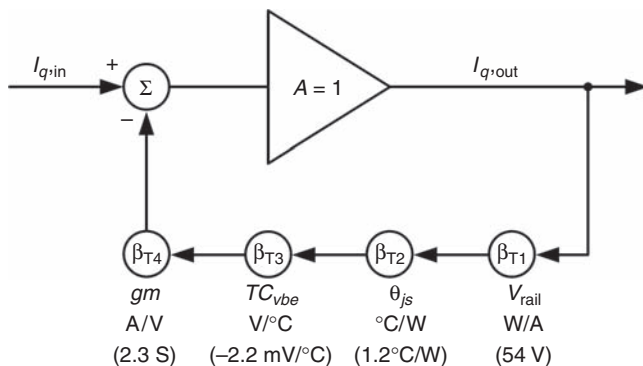 I_q,in
+
Σ
−
A = 1
I_q,out
β_T4
β_T3
β_T2
β_T1
gm
TC_vbe
θ_js
V_rail
A/V
V/°C
°C/W
W/A
(2.3 S)
(−2.2 mV/°C)
(1.2°C/W)
(54 V)